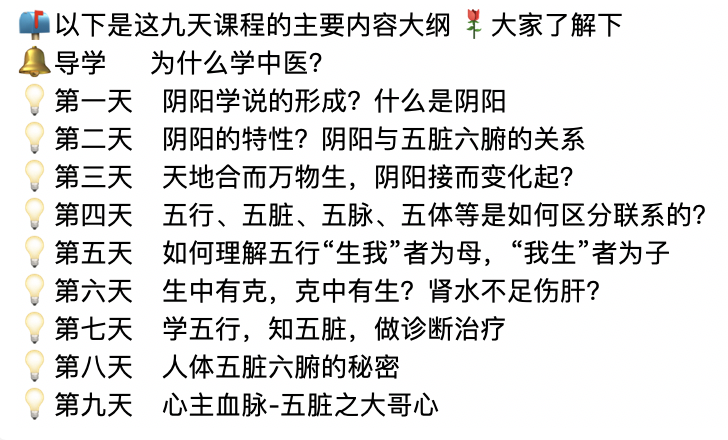 📫以下是这九天课程的主要内容大纲🌹大家了解下
🔔导学 为什么学中医？
💡第一天 阴阳学说的形成？什么是阴阳
💡第二天 阴阳的特性？阴阳与五脏六腑的关系
💡第三天 天地合而万物生，阴阳接而变化起？
💡第四天 五行、五脏、五脉、五体等是如何区分联系的？
💡第五天 如何理解五行“生我”者为母，“我生”者为子
💡第六天 生中有克，克中有生？肾水不足伤肝？
💡第七天 学五行，知五脏，做诊断治疗
💡第八天 人体五脏六腑的秘密
💡第九天 心主血脉-五脏之大哥心